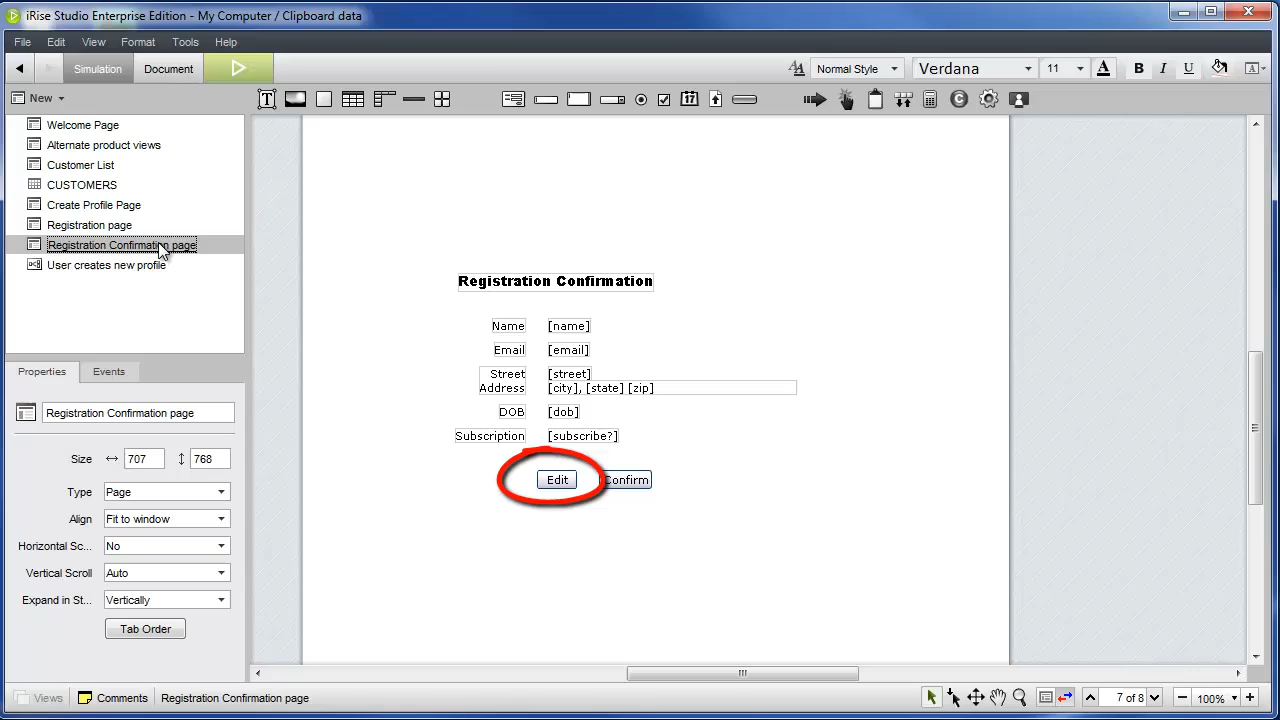 iRise Studio Enterprise Edition - My Computer / Clipboard data
File Edit View Format Tools Help
Simulation Document Normal Style Verdana 11 A B I U
New
Welcome Page
Alternate product views
Customer List
CUSTOMERS
Create Profile Page
Registration page
Registration Confirmation page
User creates new profile
Registration Confirmation
Name [name]
Email [email]
Street [street]
Address [city], [state] [zip]
DOB [dob]
Subscription [subscribe?]
Edit Confirm
Properties Events
Registration Confirmation page
Size 707 768
Type Page
Align Fit to window
Horizontal Sc... No
Vertical Scroll Auto
Expand in St... Vertically
Tab Order
Views Comments Registration Confirmation page 7 of 8 100%